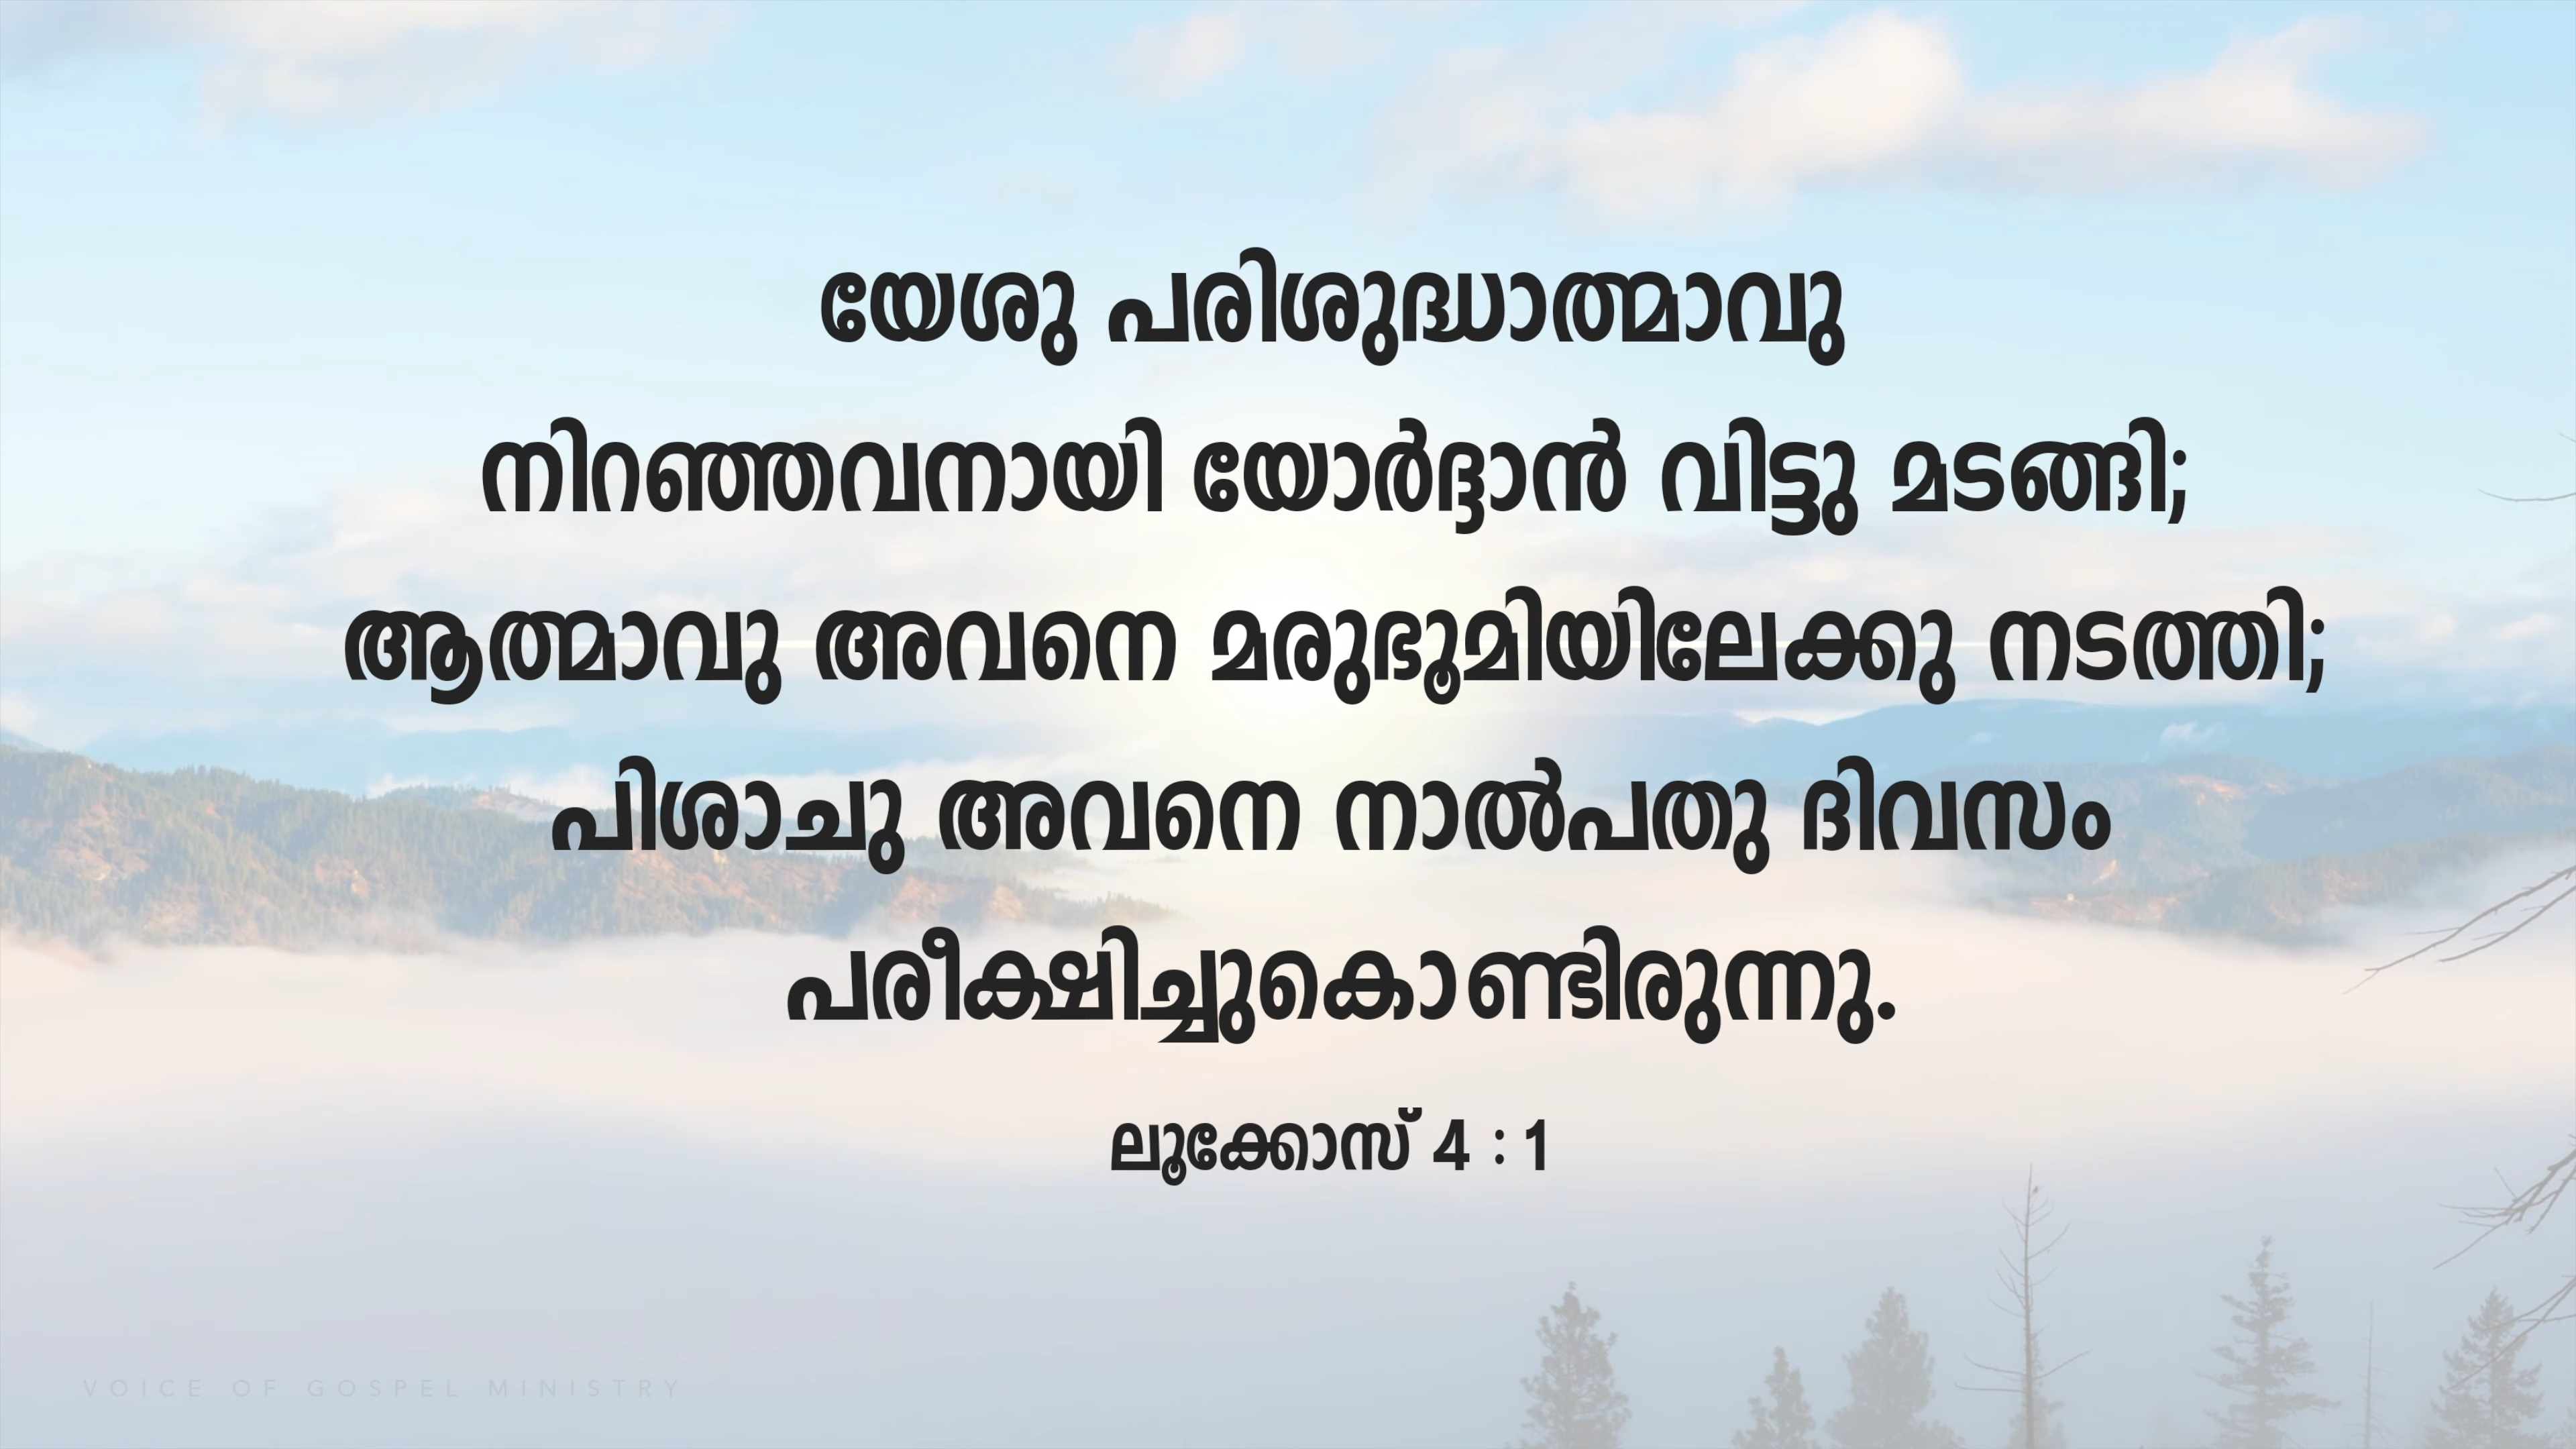 യേശു പരിശുദ്ധാത്മാവു
നിറഞ്ഞവനായി യോർദ്ദാൻ വിട്ടു മടങ്ങി;
ആത്മാവു അവനെ മരുഭൂമിയിലേക്കു നടത്തി;
പിശാചു അവനെ നാൽപതു ദിവസം
പരീക്ഷിച്ചുകൊണ്ടിരുന്നു.
ലൂക്കോസ് 4 : 1
VOICE OF GOSPEL MINISTRY